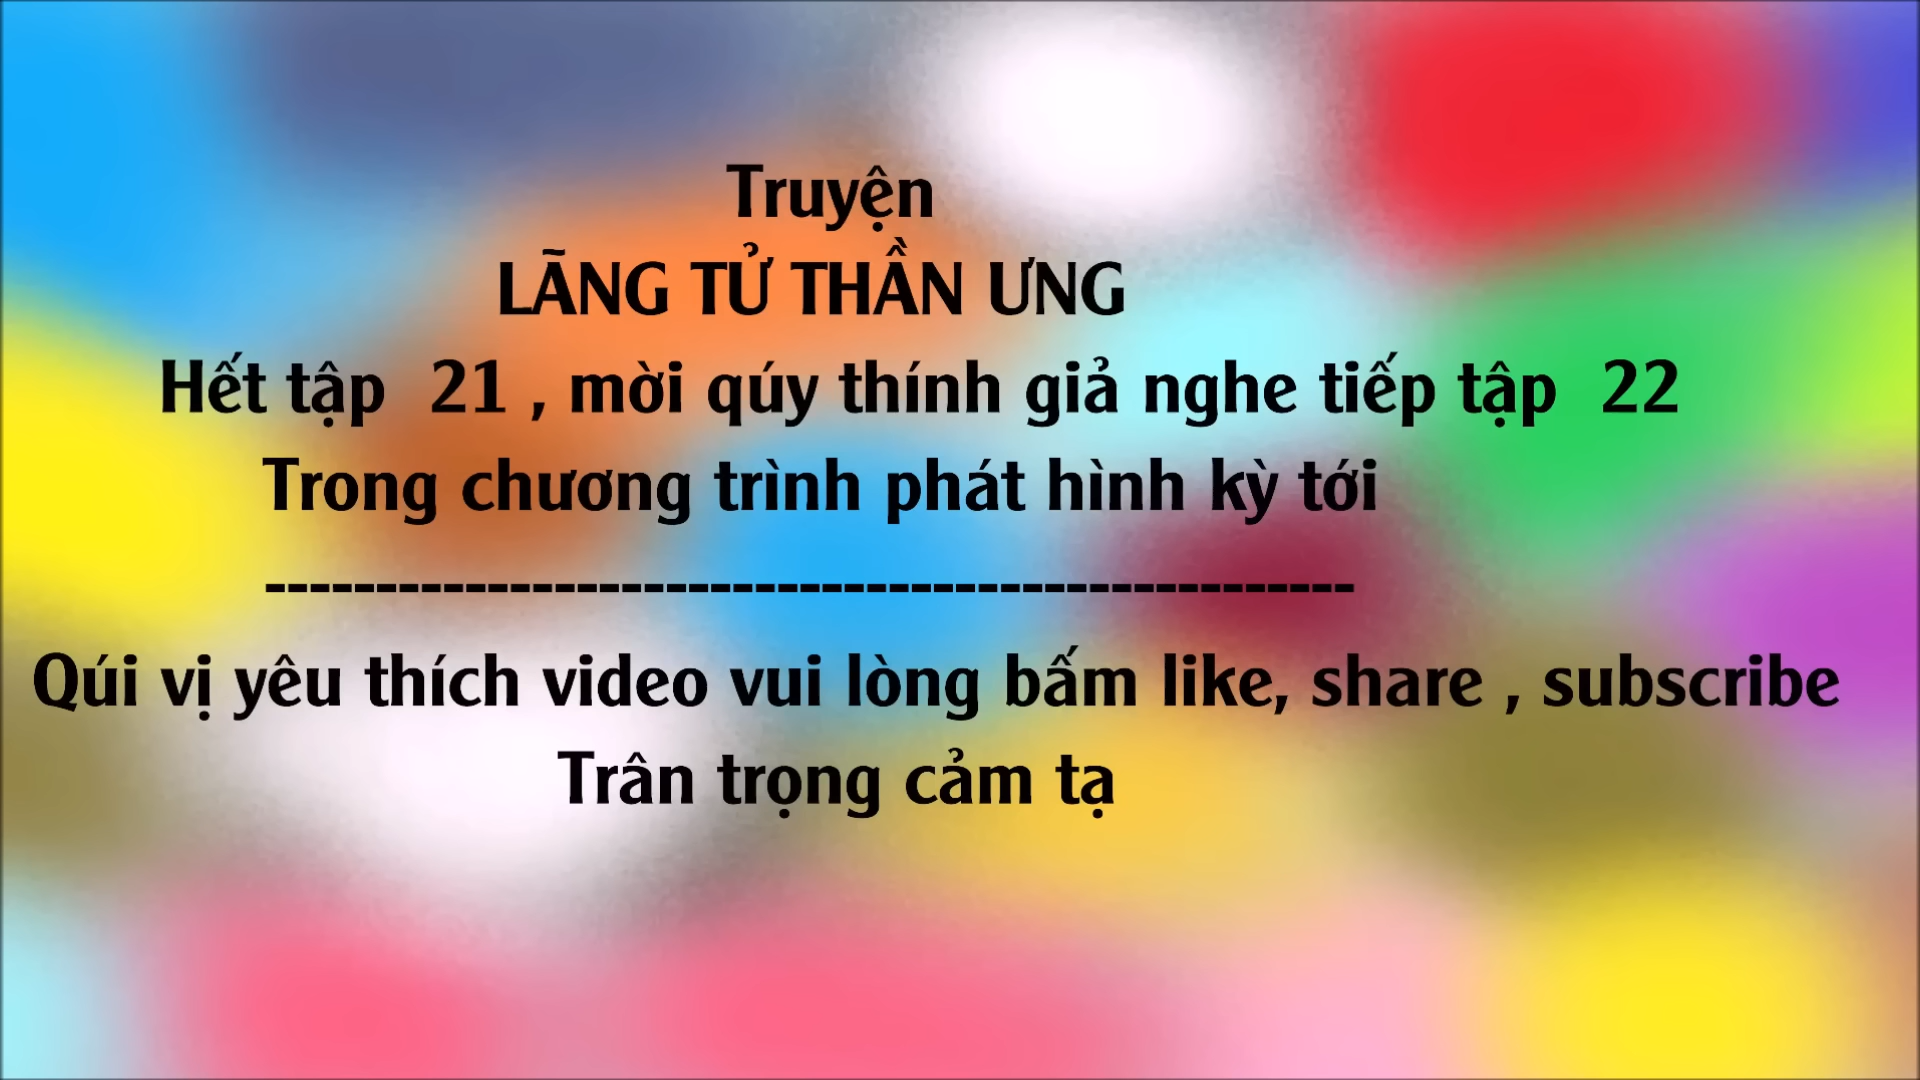 Truyện
LÃNG TỬ THẦN ƯNG
Hết tập  21 , mời qúy thính giả nghe tiếp tập  22
Trong chương trình phát hình kỳ tới
-------------------------------------------------
Qúi vị yêu thích video vui lòng bấm like, share , subscribe
Trân trọng cảm tạ